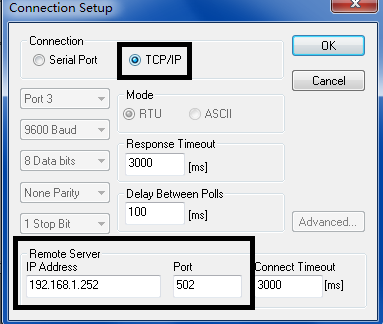 Connection Setup
Connection
Serial Port
TCP/IP
OK
Cancel
Port 3
Mode
RTU
ASCII
9600 Baud
Response Timeout
3000 [ms]
8 Data bits
None Parity
Delay Between Polls
100 [ms]
1 Stop Bit
Advanced...
Remote Server
IP Address Port Connect Timeout
192.168.1.252 502 3000 [ms]